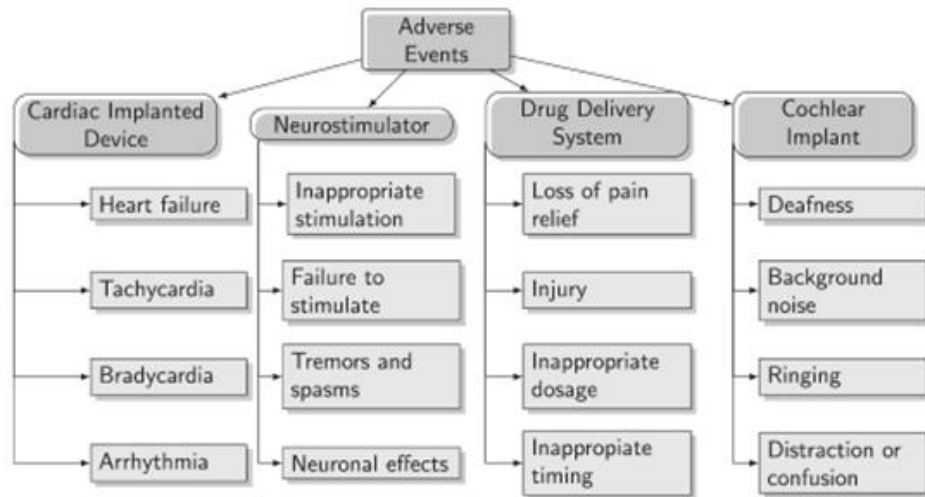 Adverse
Events
Cardiac Implanted
Device
Heart failure
Tachycardia
Bradycardia
Arrhythmia
Neurostimulator
Inappropriate
stimulation
Failure to
stimulate
Tremors and
spasms
Neuronal effects
Drug Delivery
System
Loss of pain
relief
Injury
Inappropriate
dosage
Inappropiate
timing
Cochlear
Implant
Deafness
Background
noise
Ringing
Distraction or
confusion